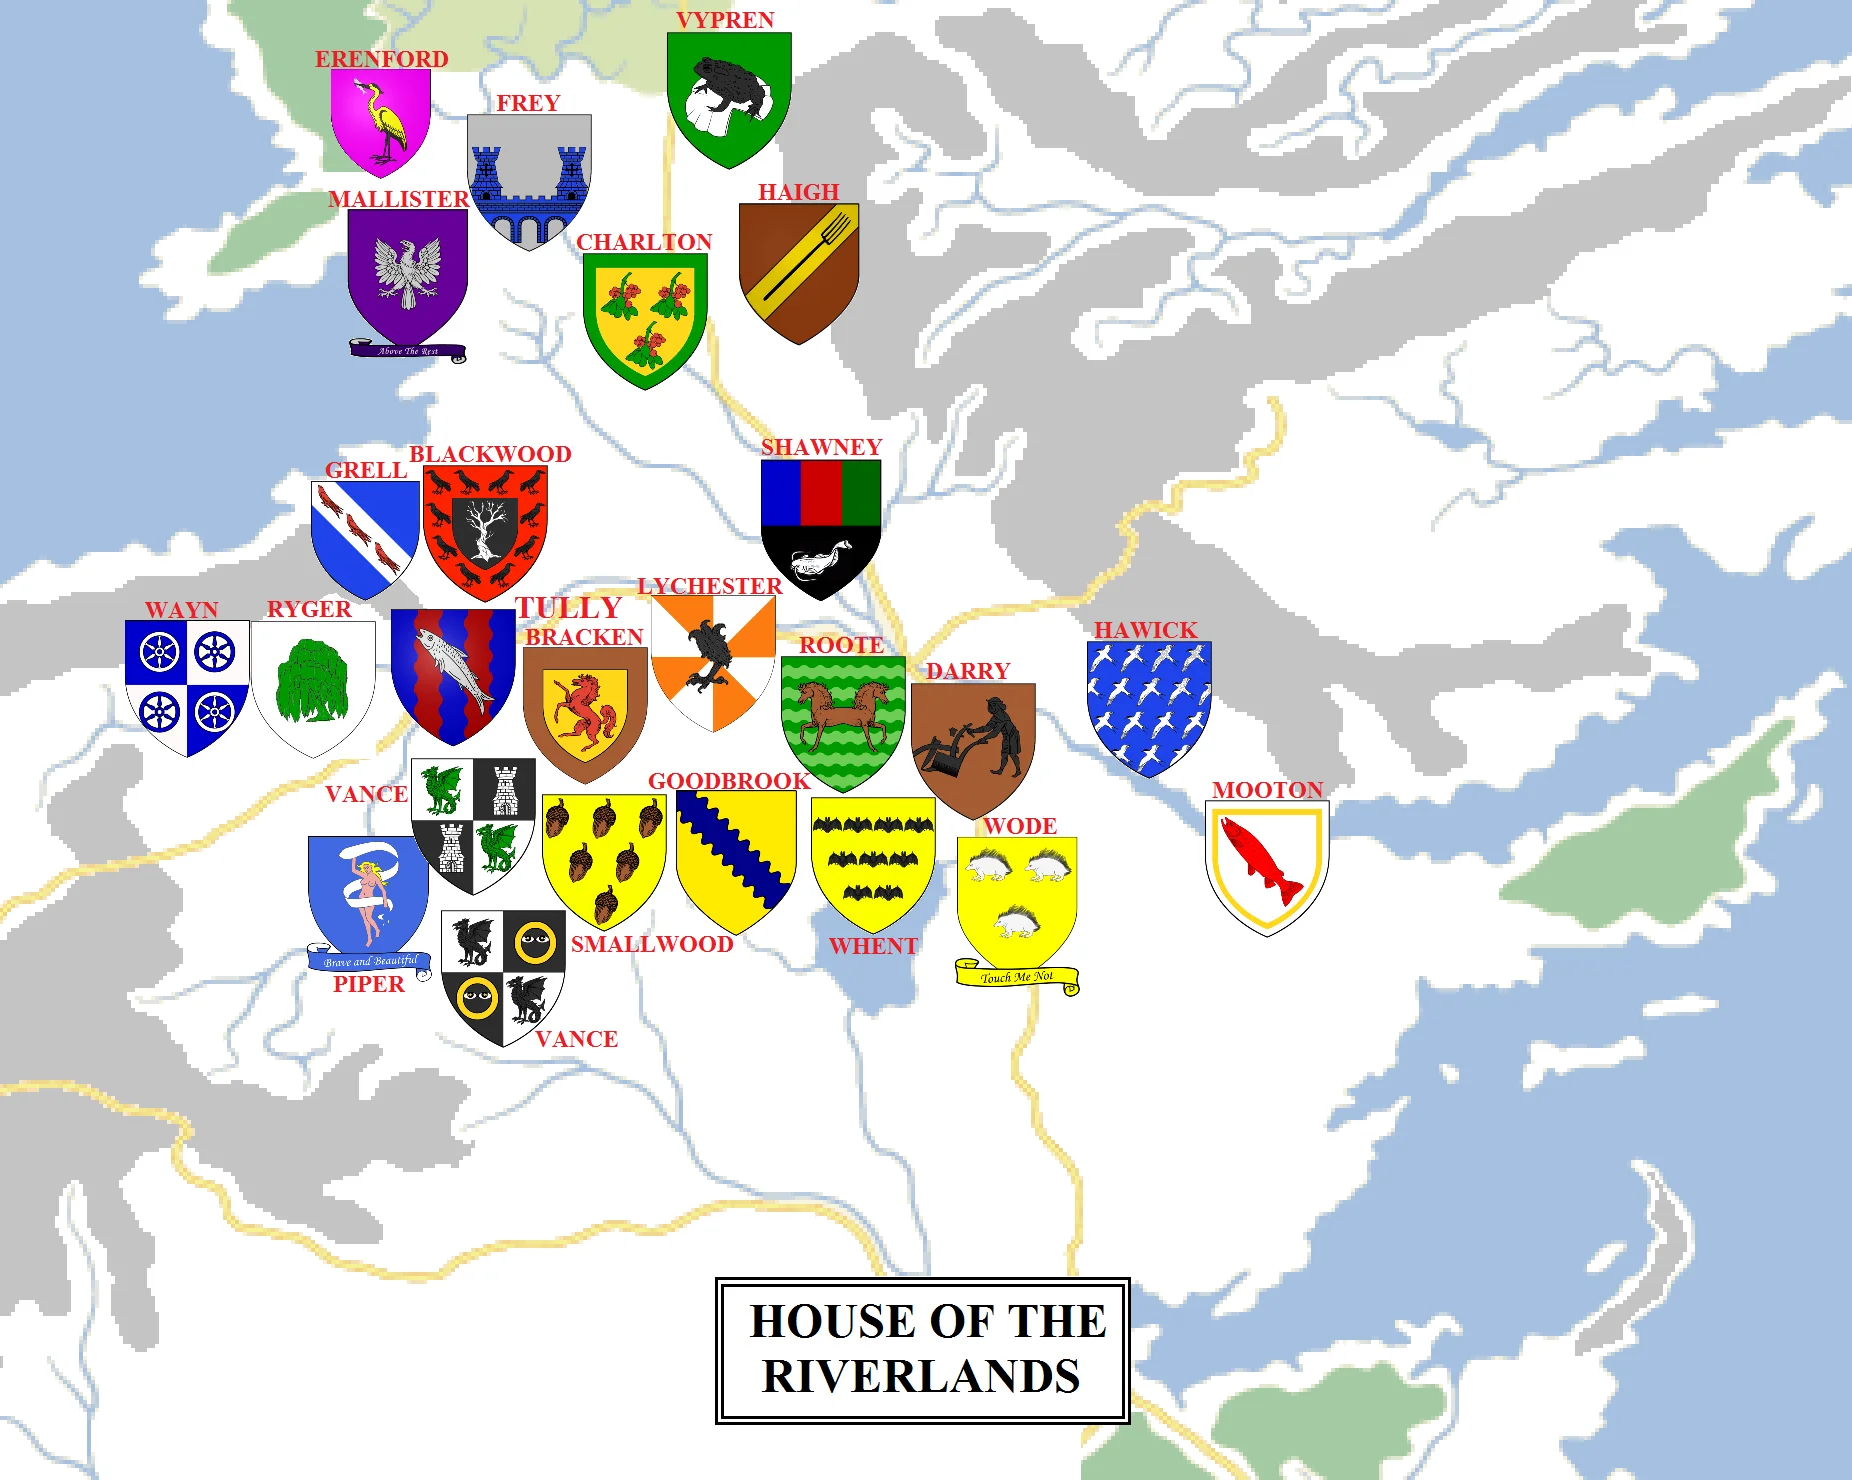 VYPREN
ERENFORD
FREY
HAIGH
MALLISTER
CHARLTON
Above The Rest
SHAWNEY
BLACKWOOD
GRELL
LYCHESTER
WAYN
RYGER
TULLY
BRACKEN
HAWICK
ROOTE
DARRY
GOODBROOK
MOOTON
VANCE
WODE
SMALLWOOD
WHENT
Brave and Beautiful
Touch Me Not
PIPER
VANCE
HOUSE OF THE
RIVERLANDS